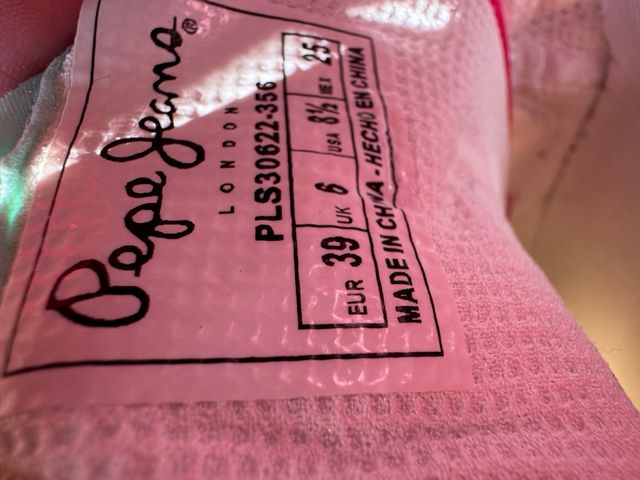 Pepe Jeans®
LONDON
PLS30622-356
EUR 39 UK 6 USA 8½ MEX 25
MADE IN CHINA - HECHO EN CHINA